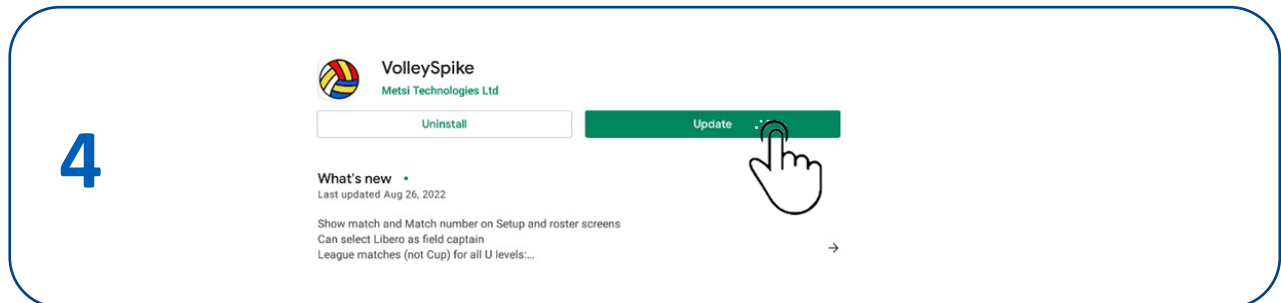 4
VolleySpike
Metsi Technologies Ltd
Uninstall
Update
What's new
Last updated Aug 26, 2022
Show match and Match number on Setup and roster screens
Can select Libero as field captain
League matches (not Cup) for all U levels:...